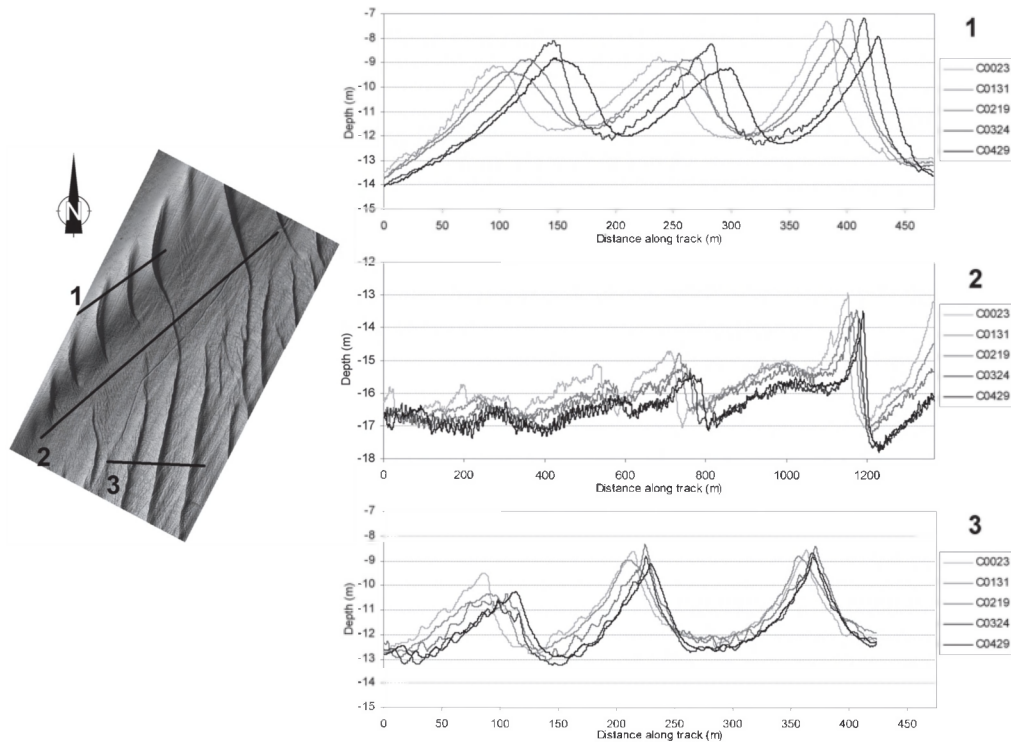 N
1
2
3
-7
-8
-9
-10
-11
-12
-13
-14
-15
Depth (m)
0 50 100 150 200 250 300 350 400 450
Distance along track (m)
1
C0023
C0131
C0219
C0324
C0429
-12
-13
-14
-15
-16
-17
-18
Depth (m)
0 200 400 600 800 1000 1200
Distance along track (m)
2
C0023
C0131
C0219
C0324
C0429
-7
-8
-9
-10
-11
-12
-13
-14
-15
Depth (m)
0 50 100 150 200 250 300 350 400 450
Distance along track (m)
3
C0023
C0131
C0219
C0324
C0429